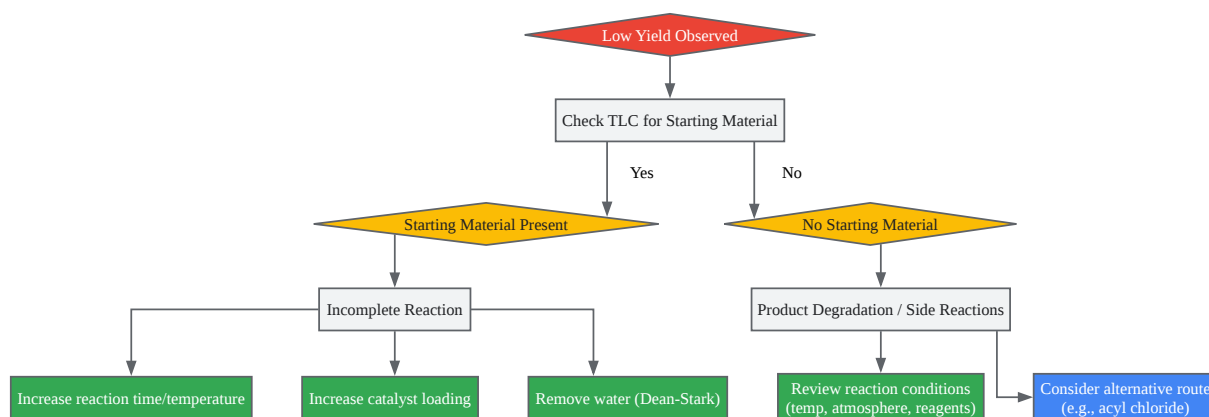 Low Yield Observed
Check TLC for Starting Material
Yes
No
Starting Material Present
No Starting Material
Incomplete Reaction
Product Degradation / Side Reactions
Increase reaction time/temperature
Increase catalyst loading
Remove water (Dean-Stark)
Review reaction conditions
(temp, atmosphere, reagents)
Consider alternative route
(e.g., acyl chloride)